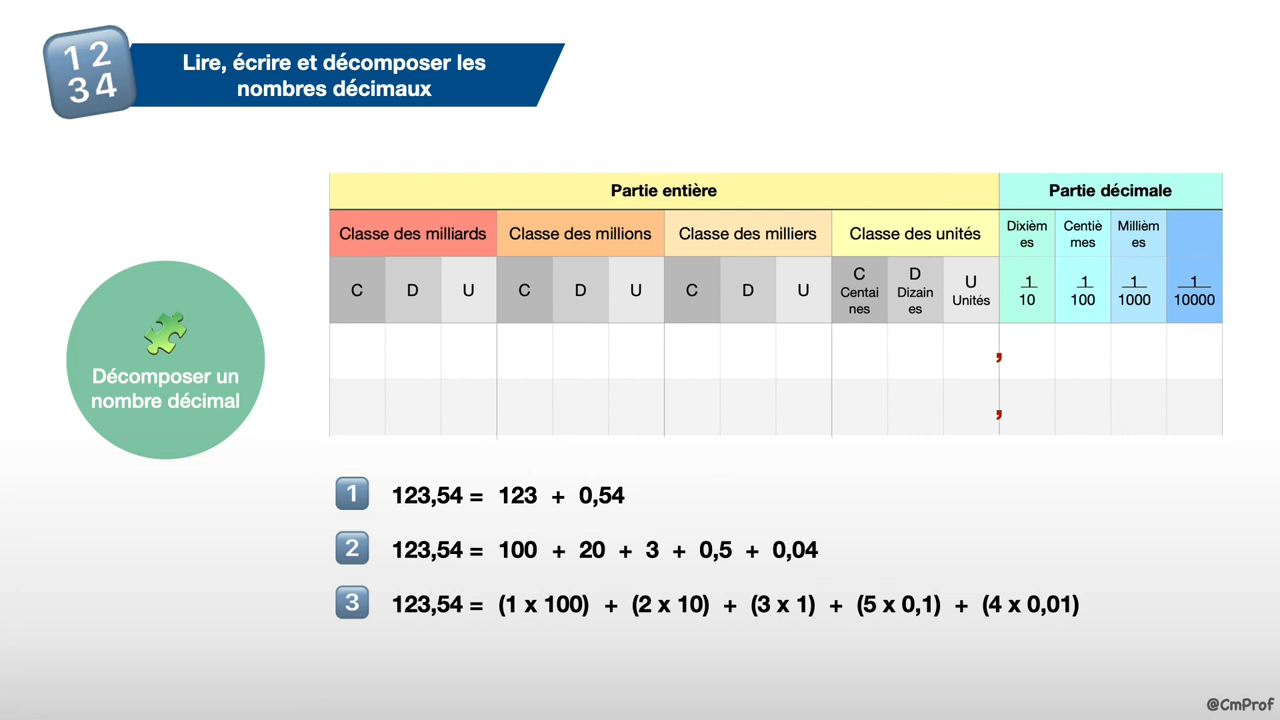 1 2
3 4
Lire, écrire et décomposer les
nombres décimaux
Partie entière Partie décimale
Classe des milliards Classe des millions Classe des milliers Classe des unités Dixièm
es Centiè
mes Millièm
es
C D U C D U C D U C
Centai
nes D
Dizain
es U
Unités 1
10 1
100 1
1000 1
10000
,
,
Décomposer un
nombre décimal
1 123,54 = 123 + 0,54
2 123,54 = 100 + 20 + 3 + 0,5 + 0,04
3 123,54 = (1 x 100) + (2 x 10) + (3 x 1) + (5 x 0,1) + (4 x 0,01)
@CmProf